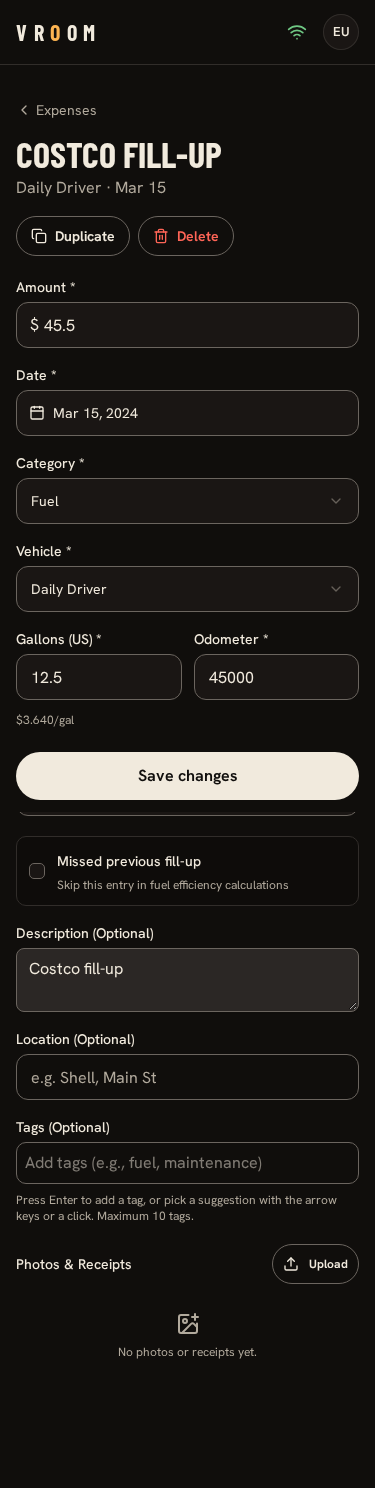 VROOM
EU
Expenses
COSTCO FILL-UP
Daily Driver · Mar 15
Duplicate
Delete
Amount *
$ 45.5
Date *
Mar 15, 2024
Category *
Fuel
Vehicle *
Daily Driver
Gallons (US) *
Odometer *
12.5
45000
$3.640/gal
Save changes
Missed previous fill-up
Skip this entry in fuel efficiency calculations
Description (Optional)
Costco fill-up
Location (Optional)
e.g. Shell, Main St
Tags (Optional)
Add tags (e.g., fuel, maintenance)
Press Enter to add a tag, or pick a suggestion with the arrow
keys or a click. Maximum 10 tags.
Photos & Receipts
Upload
No photos or receipts yet.